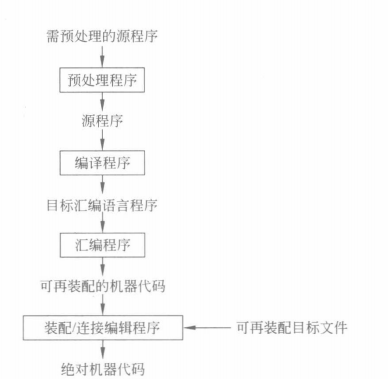 需预处理的源程序
预处理程序
源程序
编译程序
目标汇编语言程序
汇编程序
可再装配的机器代码
装配/连接编辑程序
可再装配目标文件
绝对机器代码